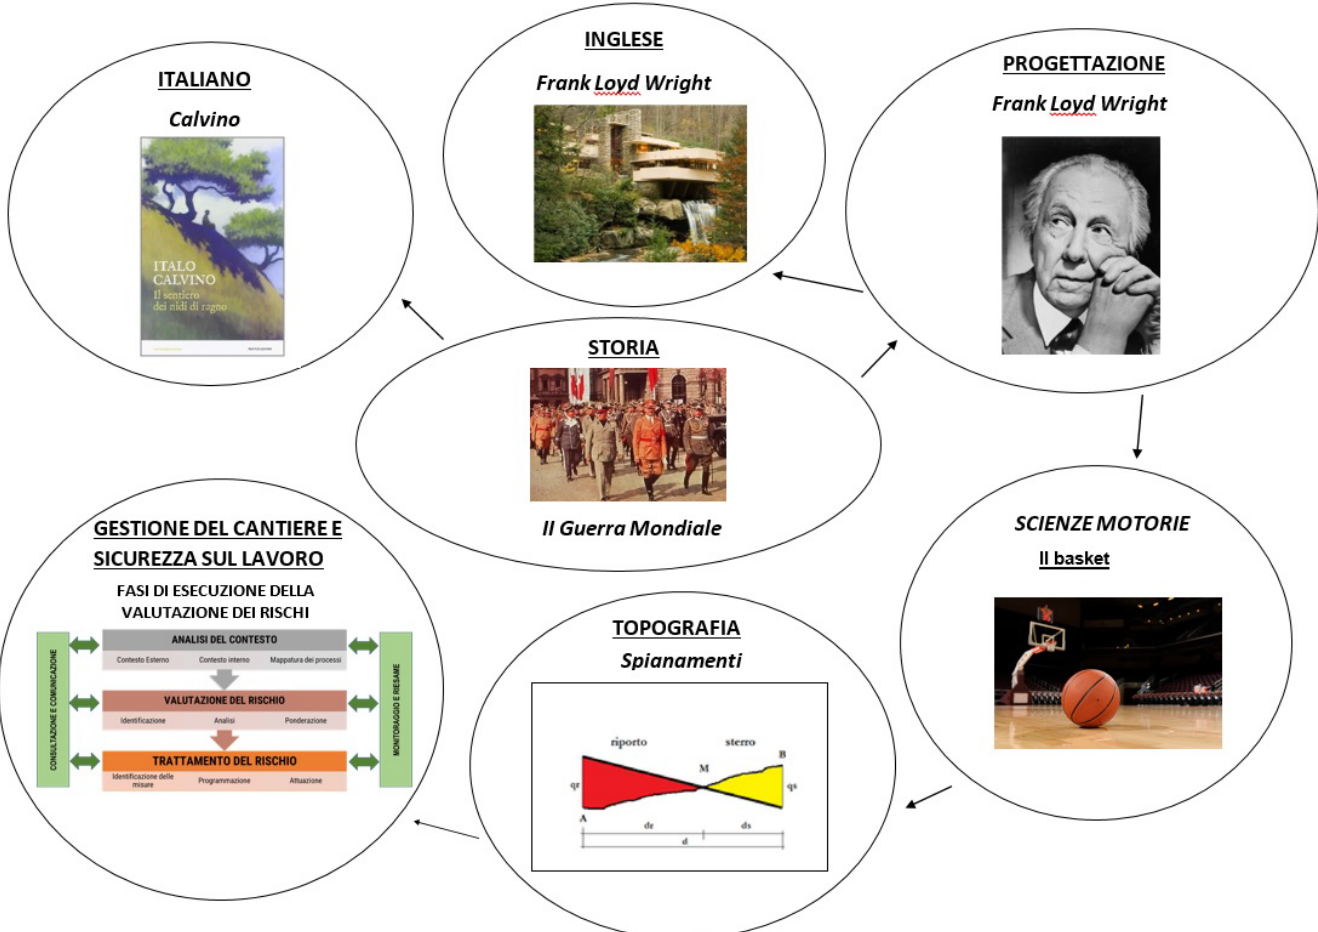 ITALIANO
Calvino
ITALO
CALVINO
Il sentiero
dei nidi di ragno
INGLESE
Frank Loyd Wright
PROGETTAZIONE
Frank Loyd Wright
STORIA
II Guerra Mondiale
SCIENZE MOTORIE
Il basket
TOPOGRAFIA
Spianamenti
riporto
sterro
M
B
qr
qs
A
dr
ds
d
GESTIONE DEL CANTIERE E
SICUREZZA SUL LAVORO
FASI DI ESECUZIONE DELLA
VALUTAZIONE DEI RISCHI
CONSULTAZIONE E COMUNICAZIONE
ANALISI DEL CONTESTO
Contesto Esterno
Contesto interno
Mappatura dei processi
VALUTAZIONE DEL RISCHIO
Identificazione
Analisi
Ponderazione
TRATTAMENTO DEL RISCHIO
Identificazione delle
misure
Programmazione
Attuazione
MONITORAGGIO E RIESAME